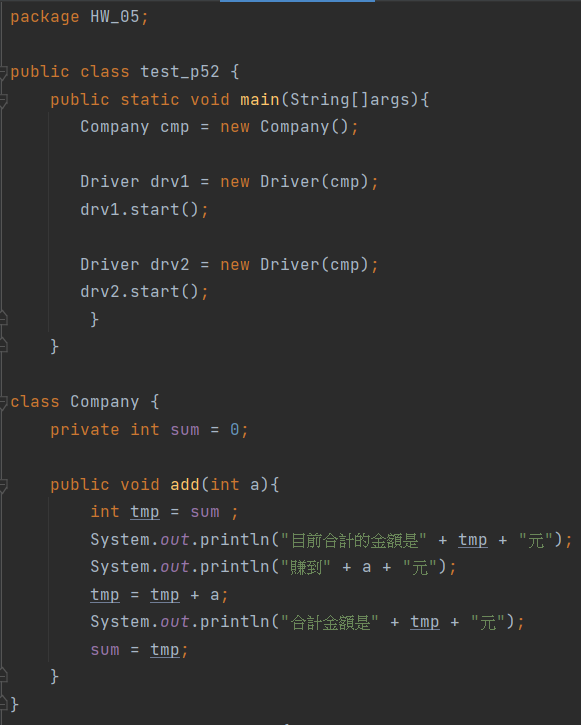 package HW_05;
public class test_p52 {
public static void main(String[]args){
Company cmp = new Company();
Driver drv1 = new Driver(cmp);
drv1.start();
Driver drv2 = new Driver(cmp);
drv2.start();
}
}
class Company {
private int sum = 0;
public void add(int a){
int tmp = sum ;
System.out.println("目前合計的金額是" + tmp + "元");
System.out.println("賺到" + a + "元");
tmp = tmp + a;
System.out.println("合計金額是" + tmp + "元");
sum = tmp;
}
}